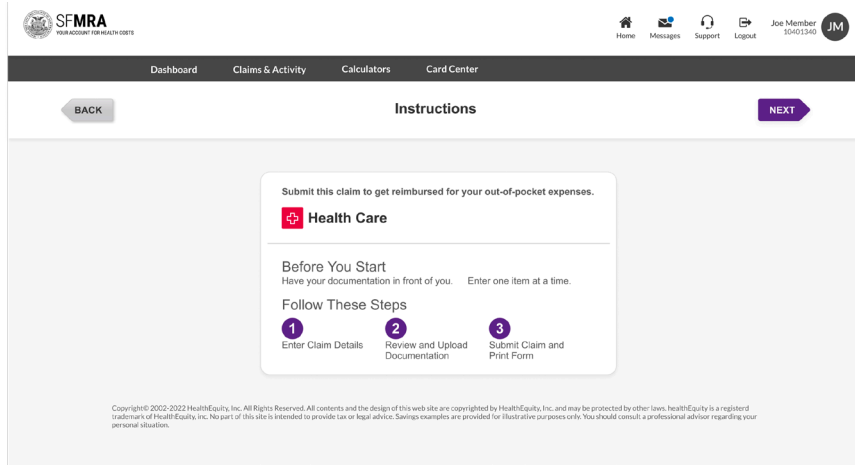 SFMRA
YOUR ACCOUNT FOR HEALTH COSTS
Home
Messages
Support
Logout
Joe Member
10401340
JM
Dashboard
Claims & Activity
Calculators
Card Center
BACK
Instructions
NEXT
Submit this claim to get reimbursed for your out-of-pocket expenses.
Health Care
Before You Start
Have your documentation in front of you. Enter one item at a time.
Follow These Steps
1
Enter Claim Details
2
Review and Upload
Documentation
3
Submit Claim and
Print Form
Copyright© 2002-2022 HealthEquity, Inc. All Rights Reserved. All contents and the design of this web site are copyrighted by HealthEquity, Inc. and may be protected by other laws. healthEquity is a registerd
trademark of HealthEquity, inc. No part of this site is intended to provide tax or legal advice. Savings examples are provided for illustrative purposes only. You should consult a professional advisor regarding your
personal situation.